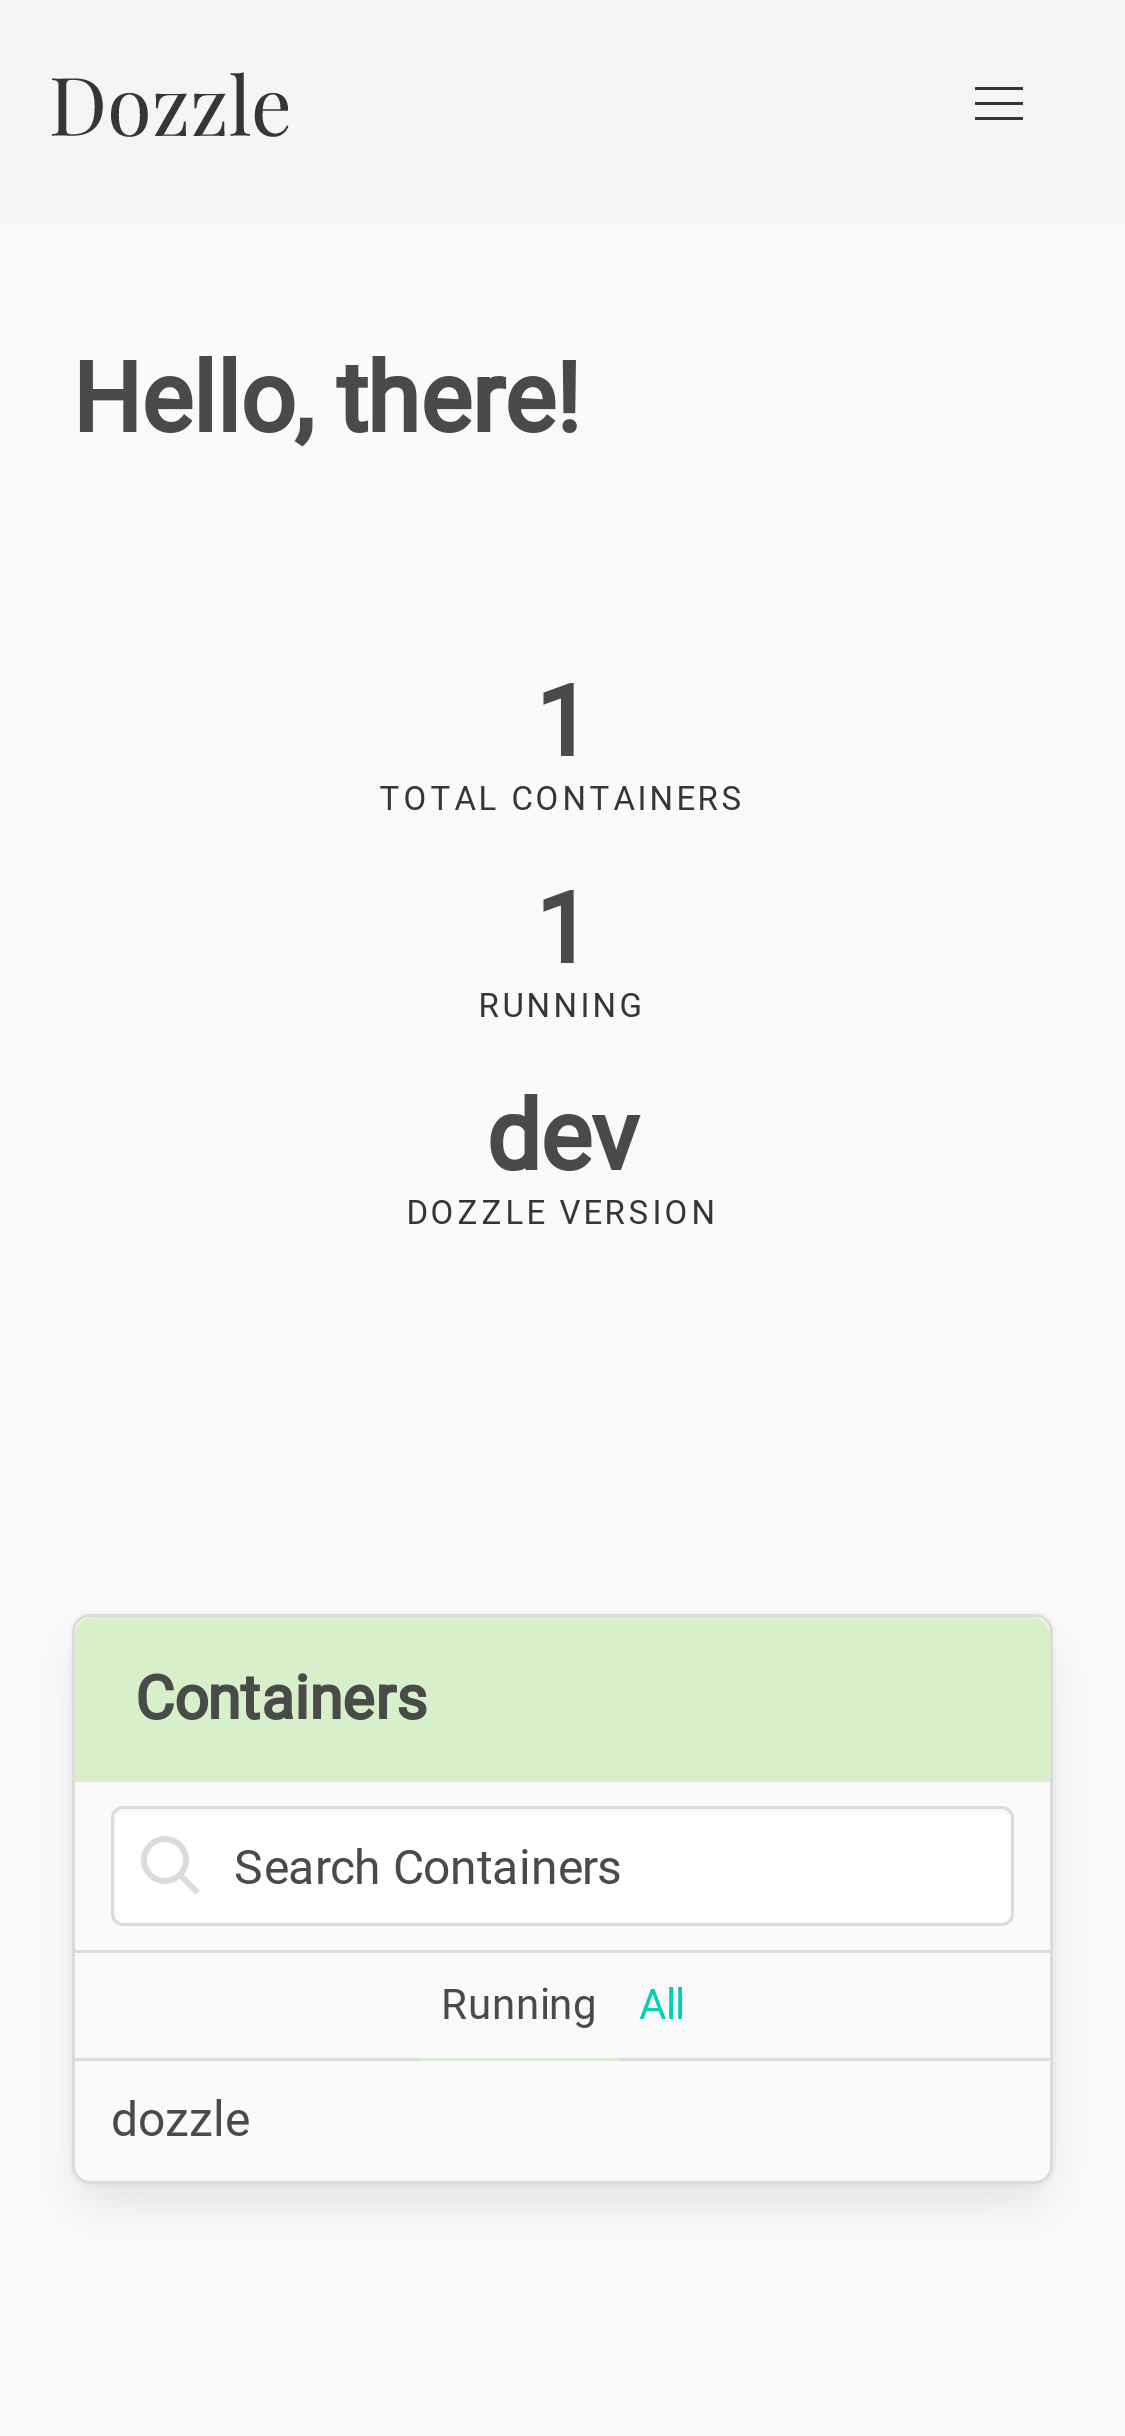 Dozzle
Hello, there!
1
TOTAL CONTAINERS
1
RUNNING
dev
DOZZLE VERSION
Containers
Search Containers
Running All
dozzle